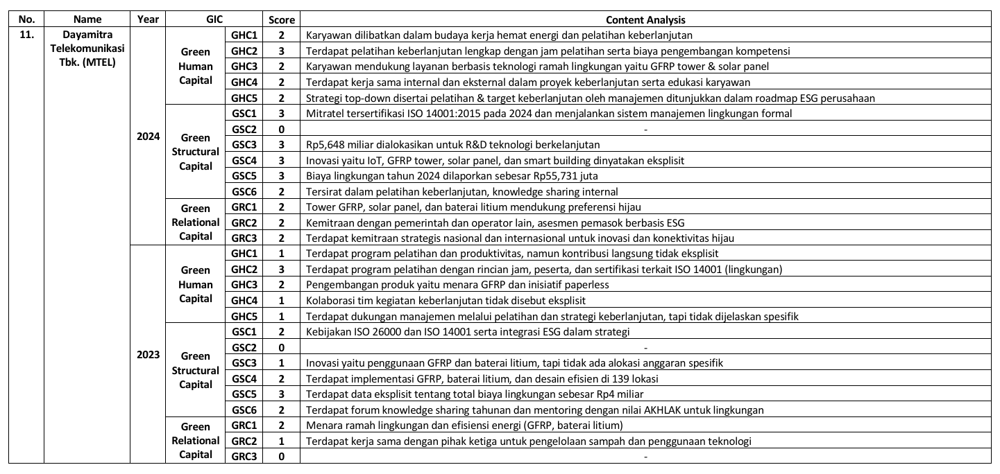 No. Name Year GIC Score Content Analysis
11. Dayamitra Telekomunikasi Tbk. (MTEL)
2024
Green Human Capital
GHC1 2 Karyawan dilibatkan dalam budaya kerja hemat energi dan pelatihan keberlanjutan
GHC2 3 Terdapat pelatihan keberlanjutan lengkap dengan jam pelatihan serta biaya pengembangan kompetensi
GHC3 2 Karyawan mendukung layanan berbasis teknologi ramah lingkungan yaitu GFRP tower & solar panel
GHC4 2 Terdapat kerja sama internal dan eksternal dalam proyek keberlanjutan serta edukasi karyawan
GHC5 2 Strategi top-down disertai pelatihan & target keberlanjutan oleh manajemen ditunjukkan dalam roadmap ESG perusahaan
Green Structural Capital
GSC1 3 Mitratel tersertifikasi ISO 14001:2015 pada 2024 dan menjalankan sistem manajemen lingkungan formal
GSC2 0 -
GSC3 3 Rp5,648 miliar dialokasikan untuk R&D teknologi berkelanjutan
GSC4 3 Inovasi yaitu IoT, GFRP tower, solar panel, dan smart building dinyatakan eksplisit
GSC5 3 Biaya lingkungan tahun 2024 dilaporkan sebesar Rp55,731 juta
GSC6 2 Tersirat dalam pelatihan keberlanjutan, knowledge sharing internal
Green Relational Capital
GRC1 2 Tower GFRP, solar panel, dan baterai litium mendukung preferensi hijau
GRC2 2 Kemitraan dengan pemerintah dan operator lain, asesmen pemasok berbasis ESG
GRC3 2 Terdapat kemitraan strategis nasional dan internasional untuk inovasi dan konektivitas hijau
2023
Green Human Capital
GHC1 1 Terdapat program pelatihan dan produktivitas, namun kontribusi langsung tidak eksplisit
GHC2 3 Terdapat program pelatihan dengan rincian jam, peserta, dan sertifikasi terkait ISO 14001 (lingkungan)
GHC3 2 Pengembangan produk yaitu menara GFRP dan inisiatif paperless
GHC4 1 Kolaborasi tim kegiatan keberlanjutan tidak disebut eksplisit
GHC5 1 Terdapat dukungan manajemen melalui pelatihan dan strategi keberlanjutan, tapi tidak dijelaskan spesifik
Green Structural Capital
GSC1 2 Kebijakan ISO 26000 dan ISO 14001 serta integrasi ESG dalam strategi
GSC2 0 -
GSC3 1 Inovasi yaitu penggunaan GFRP dan baterai litium, tapi tidak ada alokasi anggaran spesifik
GSC4 2 Terdapat implementasi GFRP, baterai litium, dan desain efisien di 139 lokasi
GSC5 3 Terdapat data eksplisit tentang total biaya lingkungan sebesar Rp4 miliar
GSC6 2 Terdapat forum knowledge sharing tahunan dan mentoring dengan nilai AKHLAK untuk lingkungan
Green Relational Capital
GRC1 2 Menara ramah lingkungan dan efisiensi energi (GFRP, baterai litium)
GRC2 1 Terdapat kerja sama dengan pihak ketiga untuk pengelolaan sampah dan penggunaan teknologi
GRC3 0 -